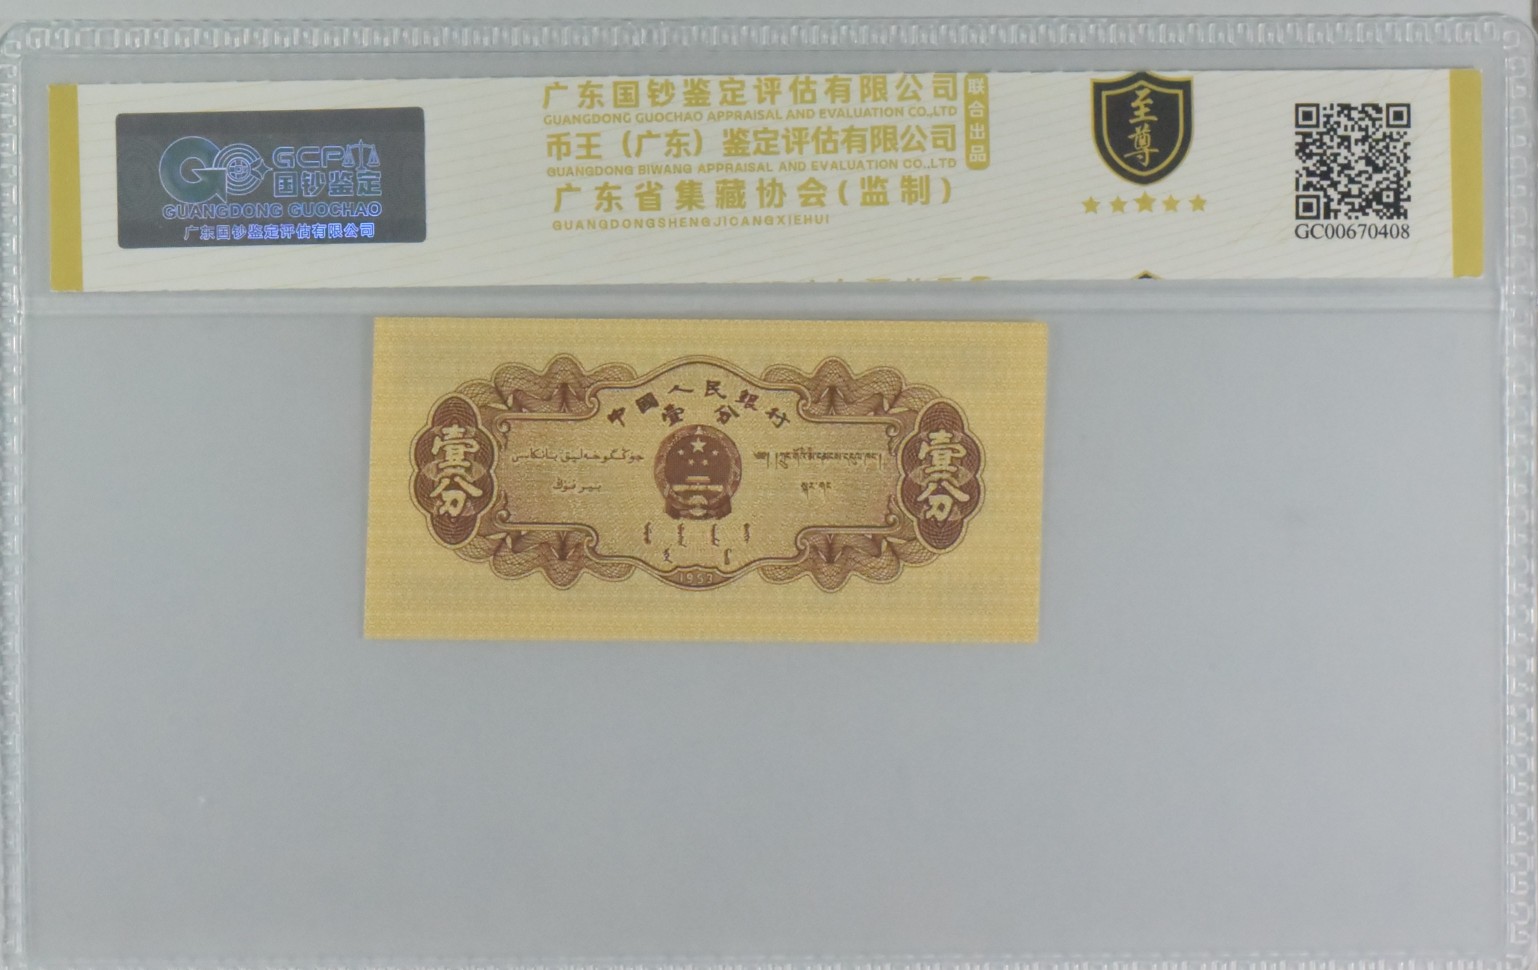 GCP
国钞鉴定
GUANGDONG GUOCHAO
广东国钞鉴定评估有限公司
广东国钞鉴定评估有限公司
GUANGDONG GUOCHAO APPRAISAL AND EVALUATION CO.,LTD
币王（广东）鉴定评估有限公司
GUANGDONG BIWANG APPRAISAL AND EVALUATION CO.,LTD
广东省集藏协会(监制)
GUANGDONGSHENGJICANGXIEHUI
联合出品
至尊
GC00670408
中国人民银行
壹分
壹分
壹分
جۇڭگوخەلىق بانكاسى
بىر فۇڭ
1953